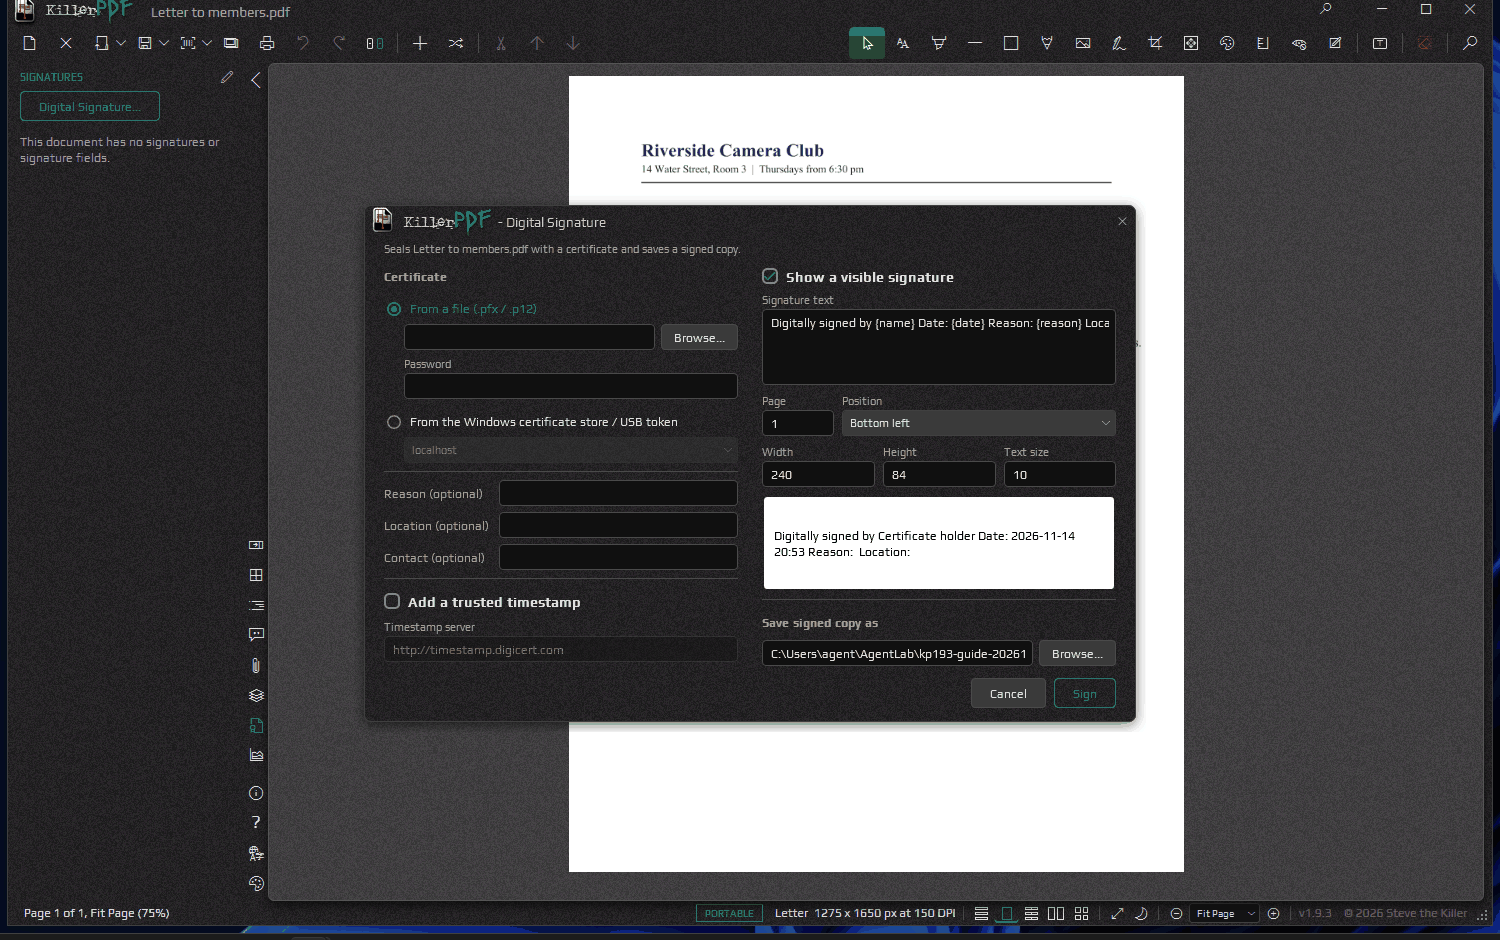 KillerPDF
Letter to members.pdf
SIGNATURES
Digital Signature...
This document has no signatures or
signature fields.
Riverside Camera Club
14 Water Street, Room 3 | Thursdays from 6:30 pm
s.
KillerPDF - Digital Signature
Seals Letter to members.pdf with a certificate and saves a signed copy.
Certificate
From a file (.pfx / .p12)
Browse...
Password
From the Windows certificate store / USB token
localhost
Reason (optional)
Location (optional)
Contact (optional)
Add a trusted timestamp
Timestamp server
http://timestamp.digicert.com
Show a visible signature
Signature text
Digitally signed by {name} Date: {date} Reason: {reason} Loca
Page
Position
1
Bottom left
Width
Height
Text size
240
84
10
Digitally signed by Certificate holder Date: 2026-11-14
20:53 Reason:  Location:
Save signed copy as
C:\Users\agent\AgentLab\kp193-guide-20261
Browse...
Cancel
Sign
Page 1 of 1, Fit Page (75%)
PORTABLE
Letter 1275 x 1650 px at 150 DPI
Fit Page
v1.9.3
© 2026 Steve the Killer